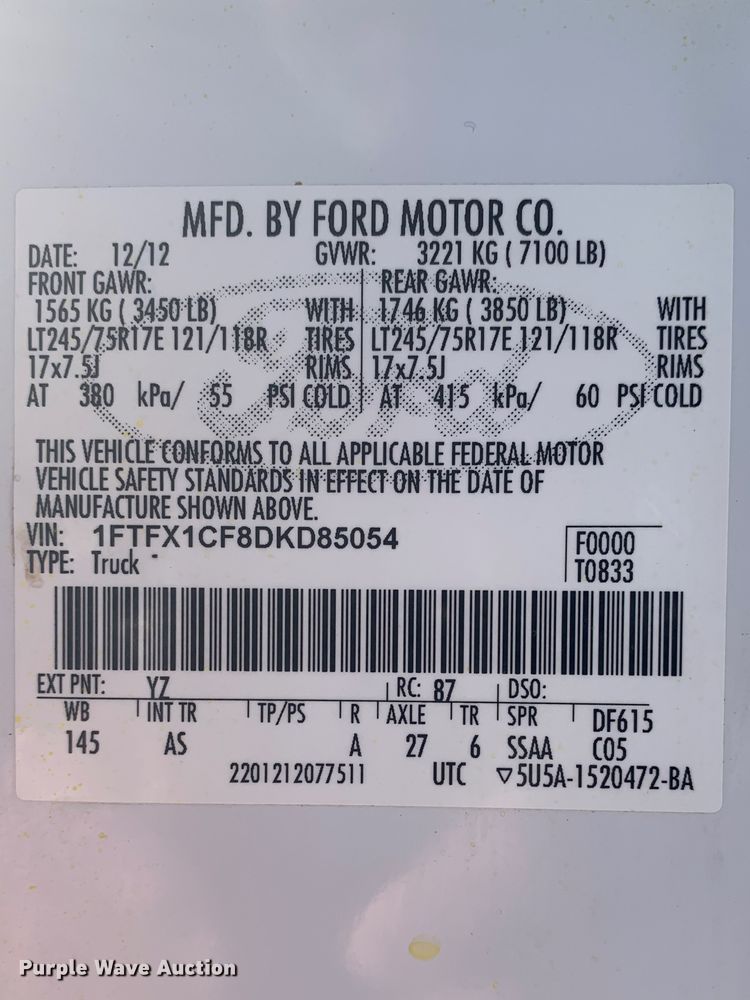 MFD. BY FORD MOTOR CO.
DATE: 12/12 GVWR: 3221 KG ( 7100 LB)
FRONT GAWR: REAR GAWR:
1565 KG ( 3450 LB) WITH 1746 KG ( 3850 LB) WITH
LT245/75R17E 121/118R TIRES LT245/75R17E 121/118R TIRES
17x7.5J RIMS 17x7.5J RIMS
AT 380 kPa/ 55 PSI COLD AT 415 kPa/ 60 PSI COLD
Ford
THIS VEHICLE CONFORMS TO ALL APPLICABLE FEDERAL MOTOR
VEHICLE SAFETY STANDARDS IN EFFECT ON THE DATE OF
MANUFACTURE SHOWN ABOVE.
VIN: 1FTFX1CF8DKD85054
F0000
TYPE: Truck
T0833
EXT PNT: YZ RC: 87 DSO:
WB INT TR TP/PS R AXLE TR SPR DF615
145 AS A 27 6 SSAA C05
2201212077511 UTC ▽5U5A-1520472-BA
Purple Wave Auction